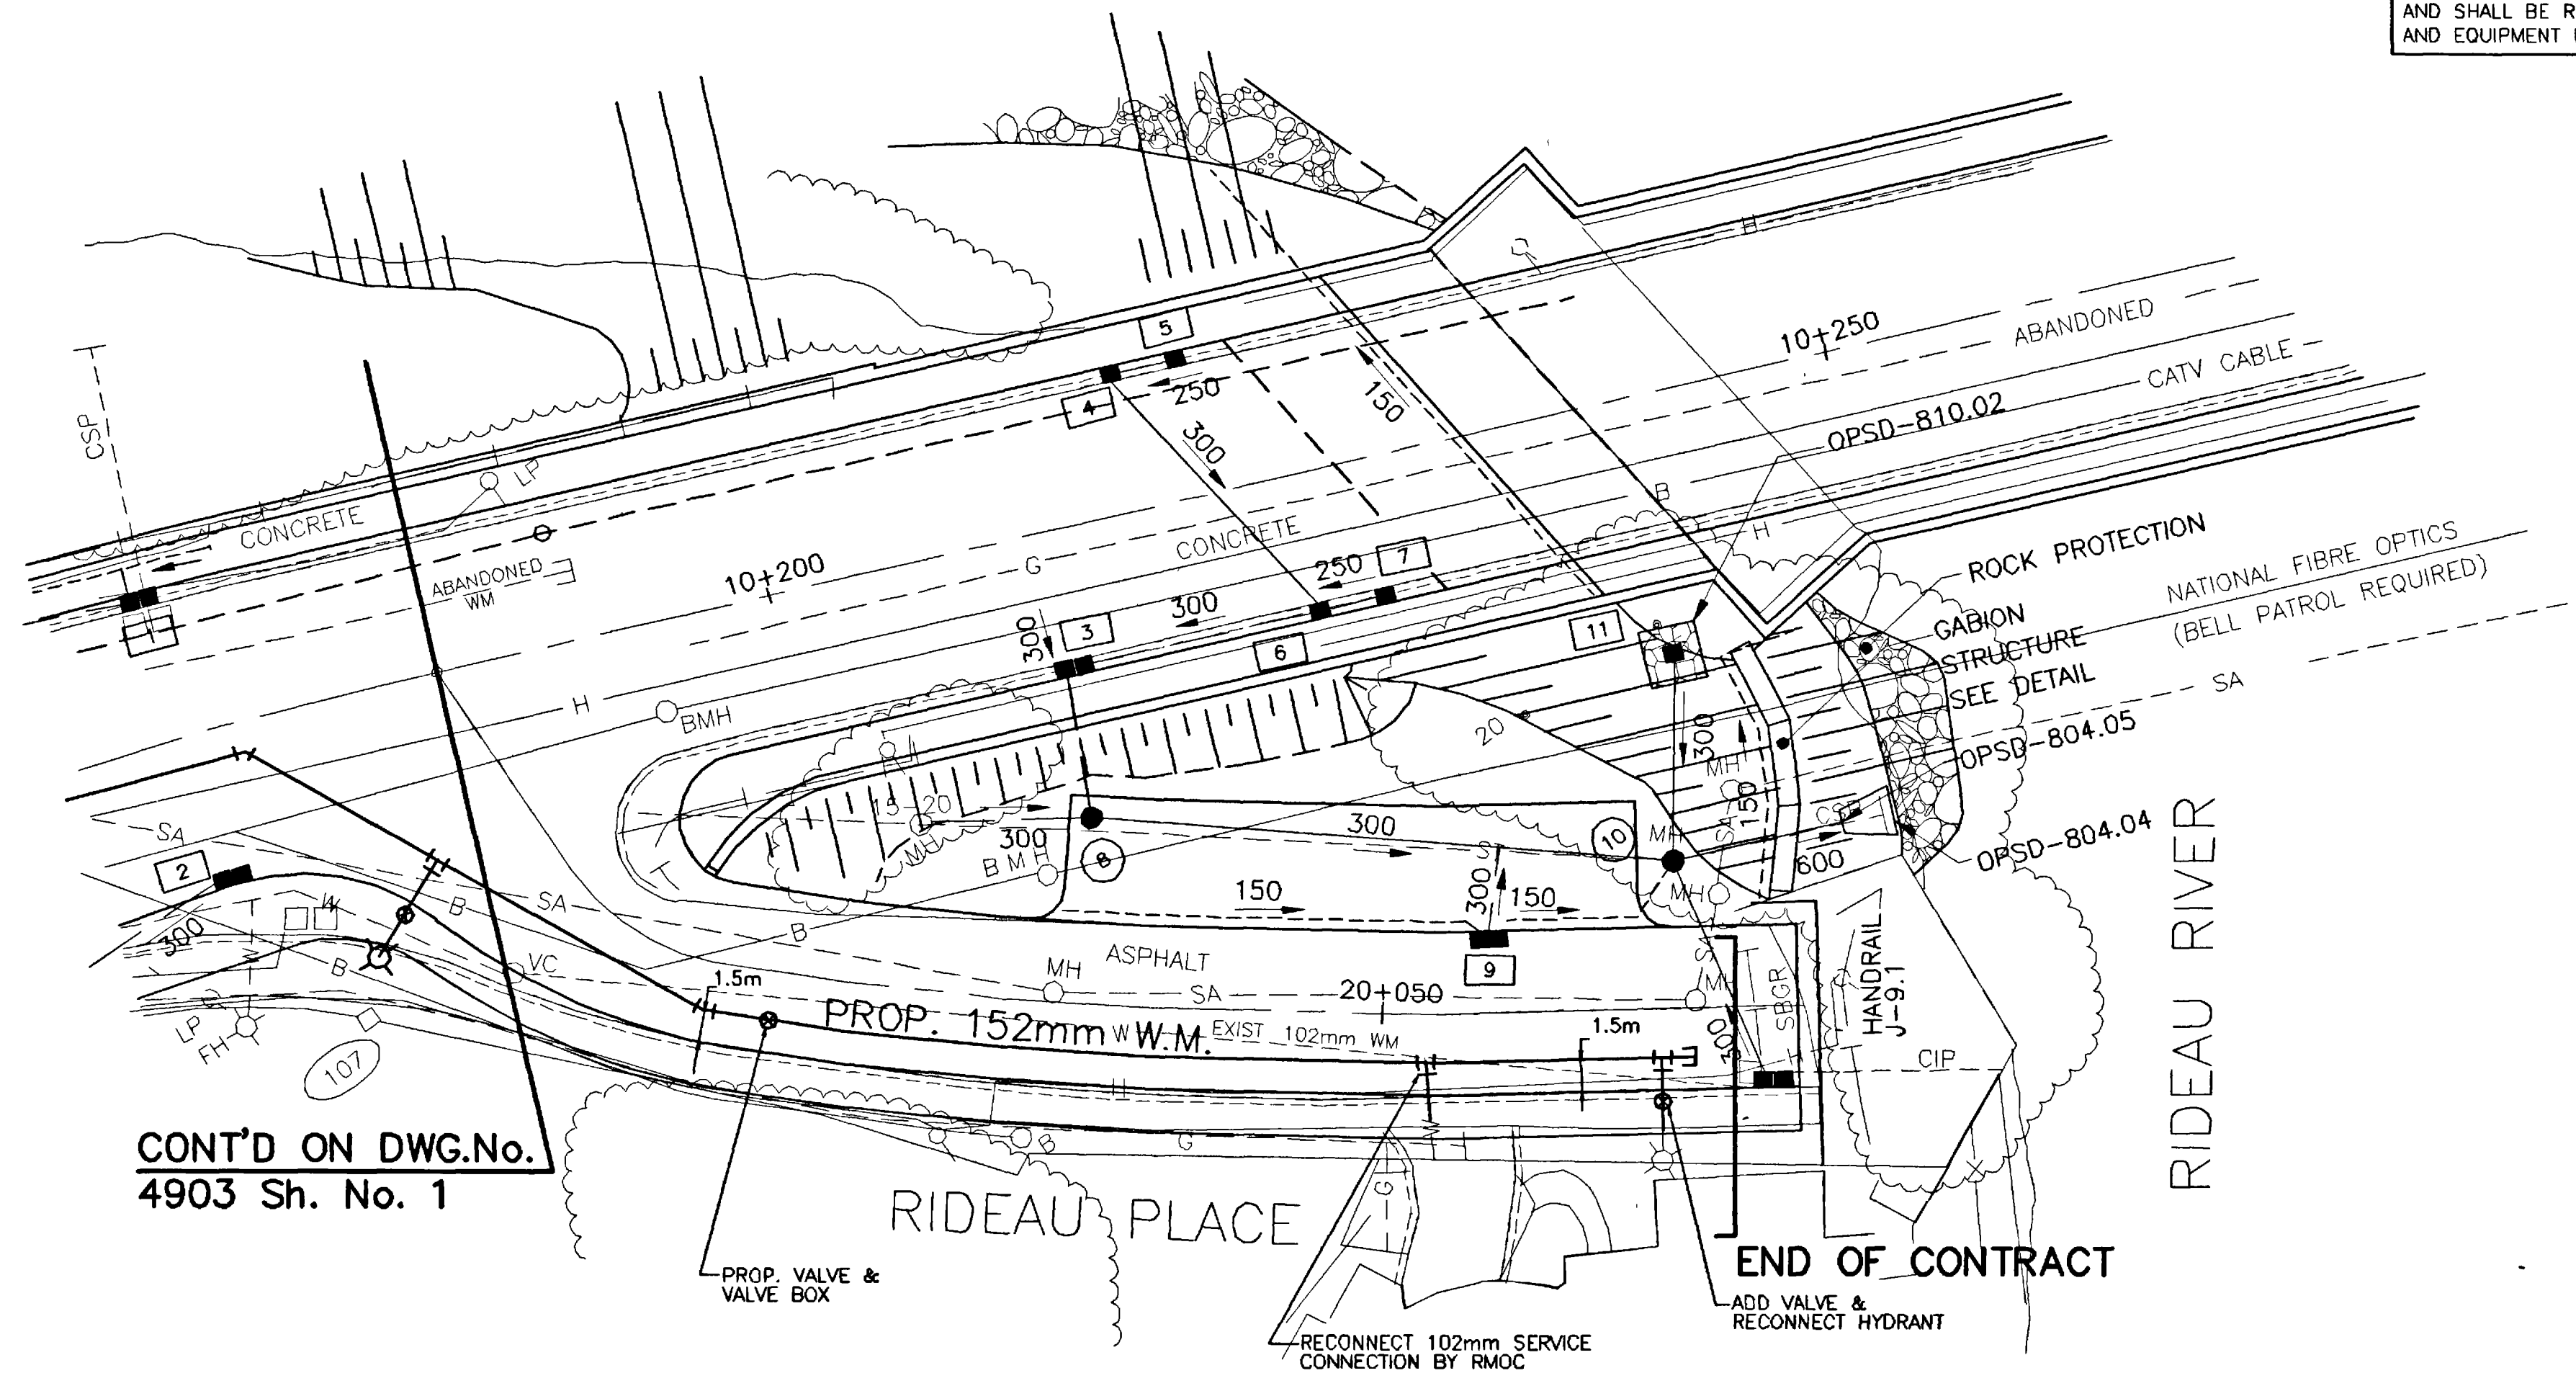 AND SHALL BE R
AND EQUIPMENT
10+250
ABANDONED
CATV CABLE
5
4
250
150
300
OPSD-810.02
CSP
LP
CONCRETE
ABANDONED
WM
10+200
G
CONCRETE
B
H
H
250
7
300
300
3
6
11
ROCK PROTECTION
NATIONAL FIBRE OPTICS
(BELL PATROL REQUIRED)
GABION
STRUCTURE
SEE DETAIL
SA
OPSD-804.05
OPSD-804.04
H
BMH
20
300
MH
150
SA
CSP
600
15-20
MH
300
BMH
8
300
10
MH
MH
S
300
150
150
SA
2
300
W
B
SA
B
VC
B
T
ASPHALT
9
MH
SA
20+050
SA
MH
300
SBGR
HANDRAIL
J-9.1
CIP
RIDEAU RIVER
1.5m
PROP. 152mm W.M.
W
EXIST 102mm WM
1.5m
LP
FH
107
H
B
G
H
G
CONT'D ON DWG.No.
4903 Sh. No. 1
RIDEAU PLACE
PROP. VALVE &
VALVE BOX
END OF CONTRACT
ADD VALVE &
RECONNECT HYDRANT
RECONNECT 102mm SERVICE
CONNECTION BY RMOC